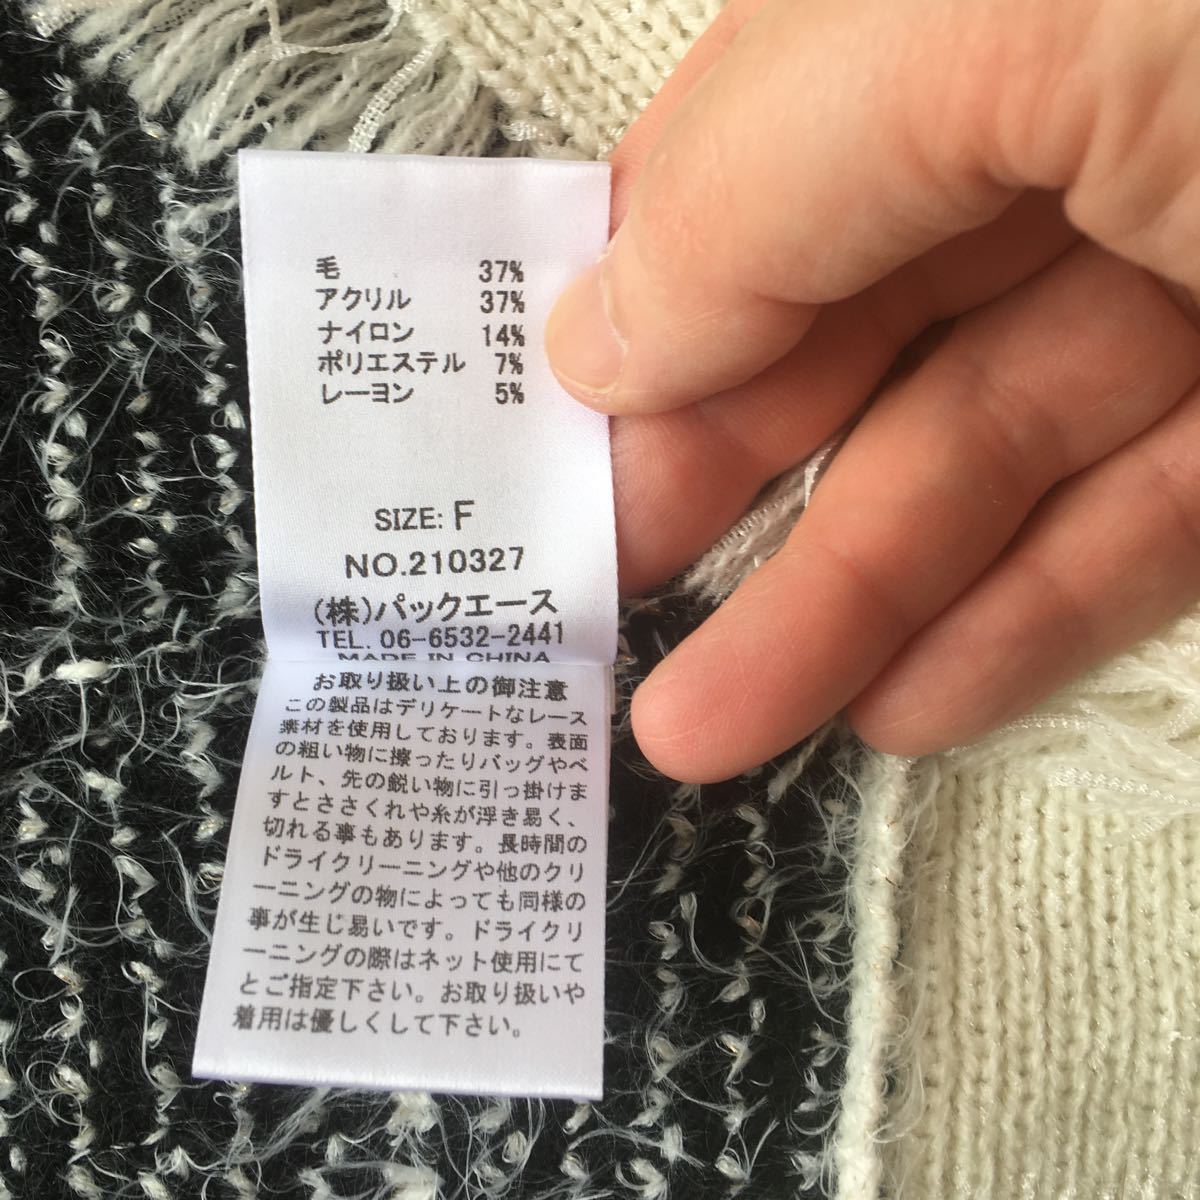 毛 37%
アクリル 37%
ナイロン 14%
ポリエステル 7%
レーヨン 5%
SIZE: F
NO.210327
(株)パックエース
TEL. 06-6532-2441
MADE IN CHINA
お取り扱い上の御注意
この製品はデリケートなレース
素材を使用しております。表面
の粗い物に擦ったりバッグやベ
ルト、先の鋭い物に引っ掛けま
すとささくれや糸が浮き易く、
切れる事もあります。長時間の
ドライクリーニングや他のクリ
ーニングの物によっても同様の
事が生じ易いです。ドライクリ
ーニングの際はネット使用にて
とご指定下さい。お取り扱いや
着用は優しくして下さい。